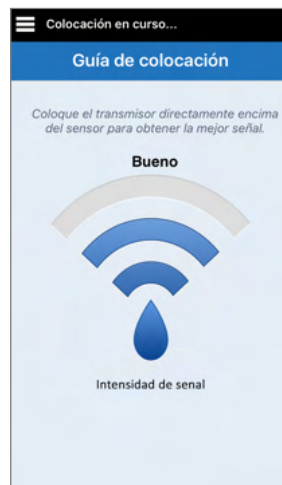 Colocación en curso...
Guía de colocación
Coloque el transmisor directamente encima
del sensor para obtener la mejor señal.
Bueno
Intensidad de senal